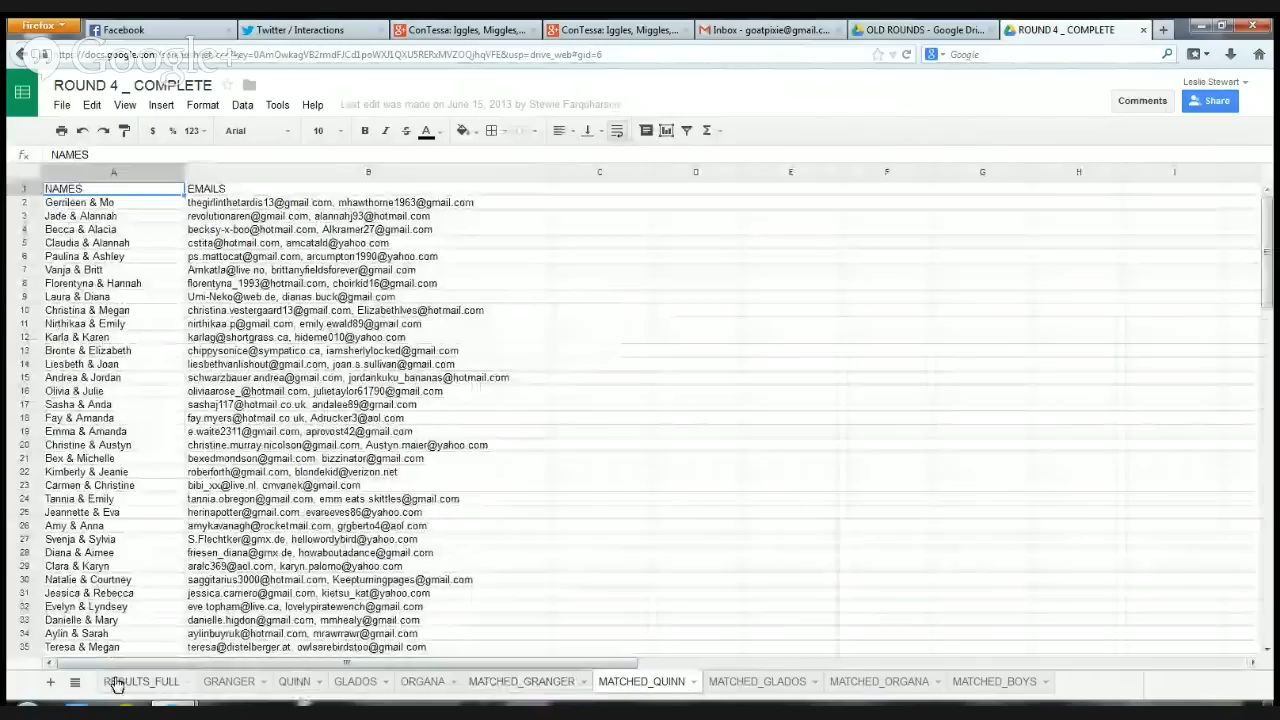 Firefox
Facebook
Twitter / Interactions
ConTessa: Iggles, Miggles,...
ConTessa: Iggles, Miggles,...
Inbox - goatpixie@gmail.c...
OLD ROUNDS - Google Dri...
ROUND 4 _ COMPLETE
Google+
Google
ROUND 4 _ COMPLETE
Leslie Stewart
File Edit View Insert Format Data Tools Help
Last edit was made on June 15, 2013 by Stewie Farquharson
Comments
Share
$ % 123 Arial 10 B I S A
fx NAMES
A B C D E F G H I
1 NAMES EMAILS
2 Gerrileen & Mo thegirlinthetardis13@gmail.com, mhawthorne1963@gmail.com
3 Jade & Alannah revolutionaren@gmail.com, alannahj93@hotmail.com
4 Becca & Alacia becksy-x-boo@hotmail.com, Alkramer27@gmail.com
5 Claudia & Alannah cstita@hotmail.com, amcatald@yahoo.com
6 Paulina & Ashley ps.mattocat@gmail.com, arcumpton1990@yahoo.com
7 Vanja & Britt Amkatla@live.no, brittanyfieldsforever@gmail.com
8 Florentyna & Hannah florentyna_1993@hotmail.com, choirkid16@gmail.com
9 Laura & Diana Umi-Neko@web.de, dianas.buck@gmail.com
10 Christina & Megan christina.vestergaard13@gmail.com, ElizabethIves@hotmail.com
11 Nirthikaa & Emily nirthikaa.p@gmail.com, emily.ewald89@gmail.com
12 Karla & Karen karlag@shortgrass.ca, hideme010@yahoo.com
13 Bronte & Elizabeth chippysonice@sympatico.ca, iamsherlylocked@gmail.com
14 Liesbeth & Joan liesbethvanlishout@gmail.com, joan.s.sullivan@gmail.com
15 Andrea & Jordan schwarzbauer.andrea@gmail.com, jordankuku_bananas@hotmail.com
16 Olivia & Julie oliviaarose_@hotmail.com, julietaylor61790@gmail.com
17 Sasha & Anda sashaj117@hotmail.co.uk, andalee89@gmail.com
18 Fay & Amanda fay.myers@hotmail.co.uk, Adrucker3@aol.com
19 Emma & Amanda e.waite2311@gmail.com, aprovost42@gmail.com
20 Christine & Austyn christine.murray.nicolson@gmail.com, Austyn.maier@yahoo.com
21 Bex & Michelle bexedmondson@gmail.com, bizzinator@gmail.com
22 Kimberly & Jeanie roberforth@gmail.com, blondekid@verizon.net
23 Carmen & Christine bibi_xx@live.nl, cmvanek@gmail.com
24 Tannia & Emily tannia.obregon@gmail.com, emm.eats.skittles@gmail.com
25 Jeannette & Eva herinapotter@gmail.com, evareeves86@yahoo.com
26 Amy & Anna amykavanagh@rocketmail.com, grgberto4@aol.com
27 Svenja & Sylvia S.Flechtker@gmx.de, hellowordybird@gmail.com
28 Diana & Aimee friesen_diana@gmx.de, howaboutadance@gmail.com
29 Clara & Karyn aralc369@aol.com, karyn.palomo@yahoo.com
30 Natalie & Courtney saggitarius3000@hotmail.com, Keepturningpages@gmail.com
31 Jessica & Rebecca jessica.camero@gmail.com, kietsu_kat@yahoo.com
32 Evelyn & Lyndsey eve.topham@live.ca, lovelypiratewench@gmail.com
33 Danielle & Mary danielle.higdon@gmail.com, mmhealy@gmail.com
34 Aylin & Sarah aylinbuyruk@hotmail.com, mrawrrawr@gmail.com
35 Teresa & Megan teresa@distelberger.at, owlsarebirdstoo@gmail.com
RESULTS_FULL GRANGER QUINN GLADOS ORGANA MATCHED_GRANGER MATCHED_QUINN MATCHED_GLADOS MATCHED_ORGANA MATCHED_BOYS